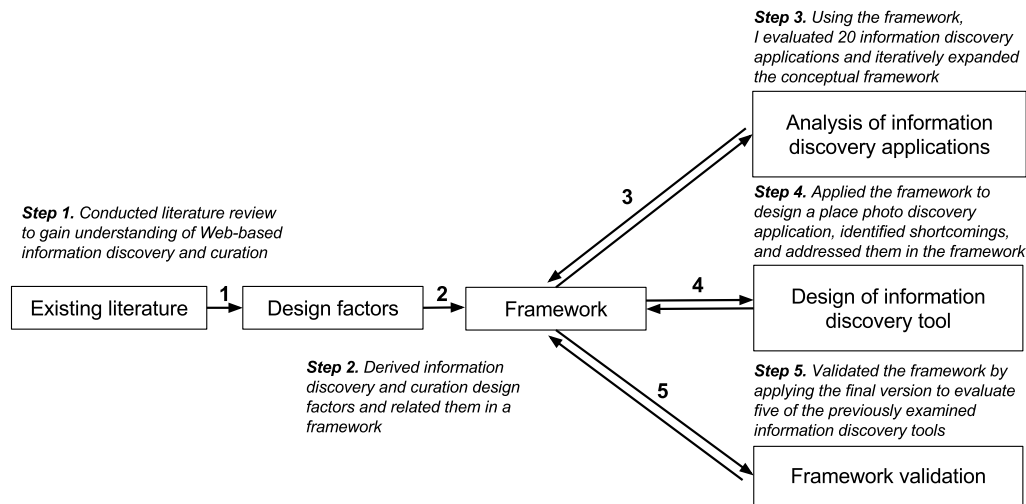 Step 3. Using the framework,
I evaluated 20 information discovery
applications and iteratively expanded
the conceptual framework
Analysis of information
discovery applications
3
Step 4. Applied the framework to
design a place photo discovery
application, identified shortcomings,
and addressed them in the framework
Step 1. Conducted literature review
to gain understanding of Web-based
information discovery and curation
Existing literature
1
Design factors
2
Framework
4
Design of information
discovery tool
Step 2. Derived information
discovery and curation design
factors and related them in a
framework
5
Step 5. Validated the framework by
applying the final version to evaluate
five of the previously examined
information discovery tools
Framework validation